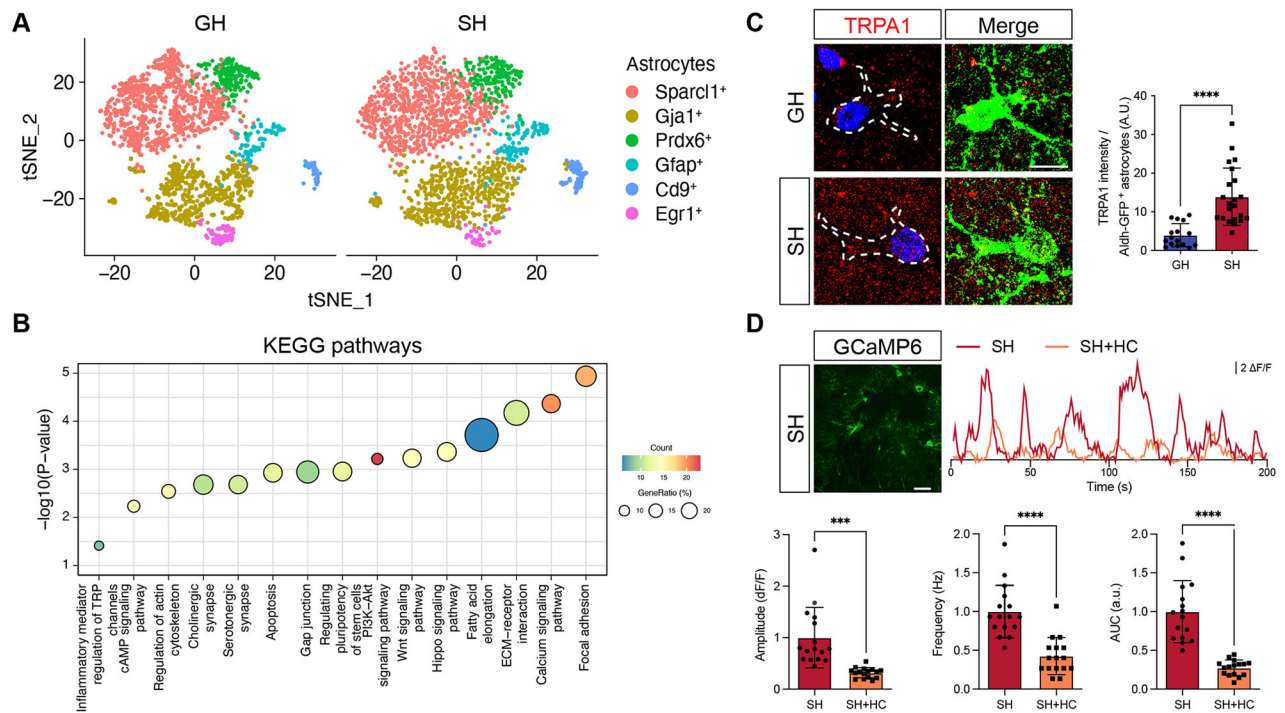 A
GH
SH
tSNE_2
20
0
−20
−20
0
20
−20
0
20
tSNE_1
Astrocytes
Sparcl1+
Gja1+
Prdx6+
Gfap+
Cd9+
Egr1+
B
KEGG pathways
−log10(P−value)
5
4
3
2
1
Inflammatory mediator
regulation of TRP
channels
cAMP signaling
pathway
Regulation of actin
cytoskeleton
Cholinergic
synapse
Serotonergic
synapse
Apoptosis
Gap junction
Regulating
pluripotency
of stem cells
PI3K−Akt
signaling pathway
Wnt signaling
pathway
Hippo signaling
pathway
Fatty acid
elongation
ECM−receptor
interaction
Calcium signaling
pathway
Focal adhesion
Count
10 15 20
GeneRatio (%)
10 15 20
C
TRPA1
Merge
GH
SH
TRPA1 intensity /
Aldh-GFP + astrocytes (A.U.)
40
30
20
10
0
****
GH
SH
D
GCaMP6
SH
SH
SH+HC
2 ΔF/F
0
50
100
150
200
Time (s)
Amplitude (dF/F)
3
2
1
0
***
SH
SH+HC
Frequency (Hz)
2.0
1.5
1.0
0.5
0.0
****
SH
SH+HC
AUC (a.u.)
2.0
1.5
1.0
0.5
0.0
****
SH
SH+HC